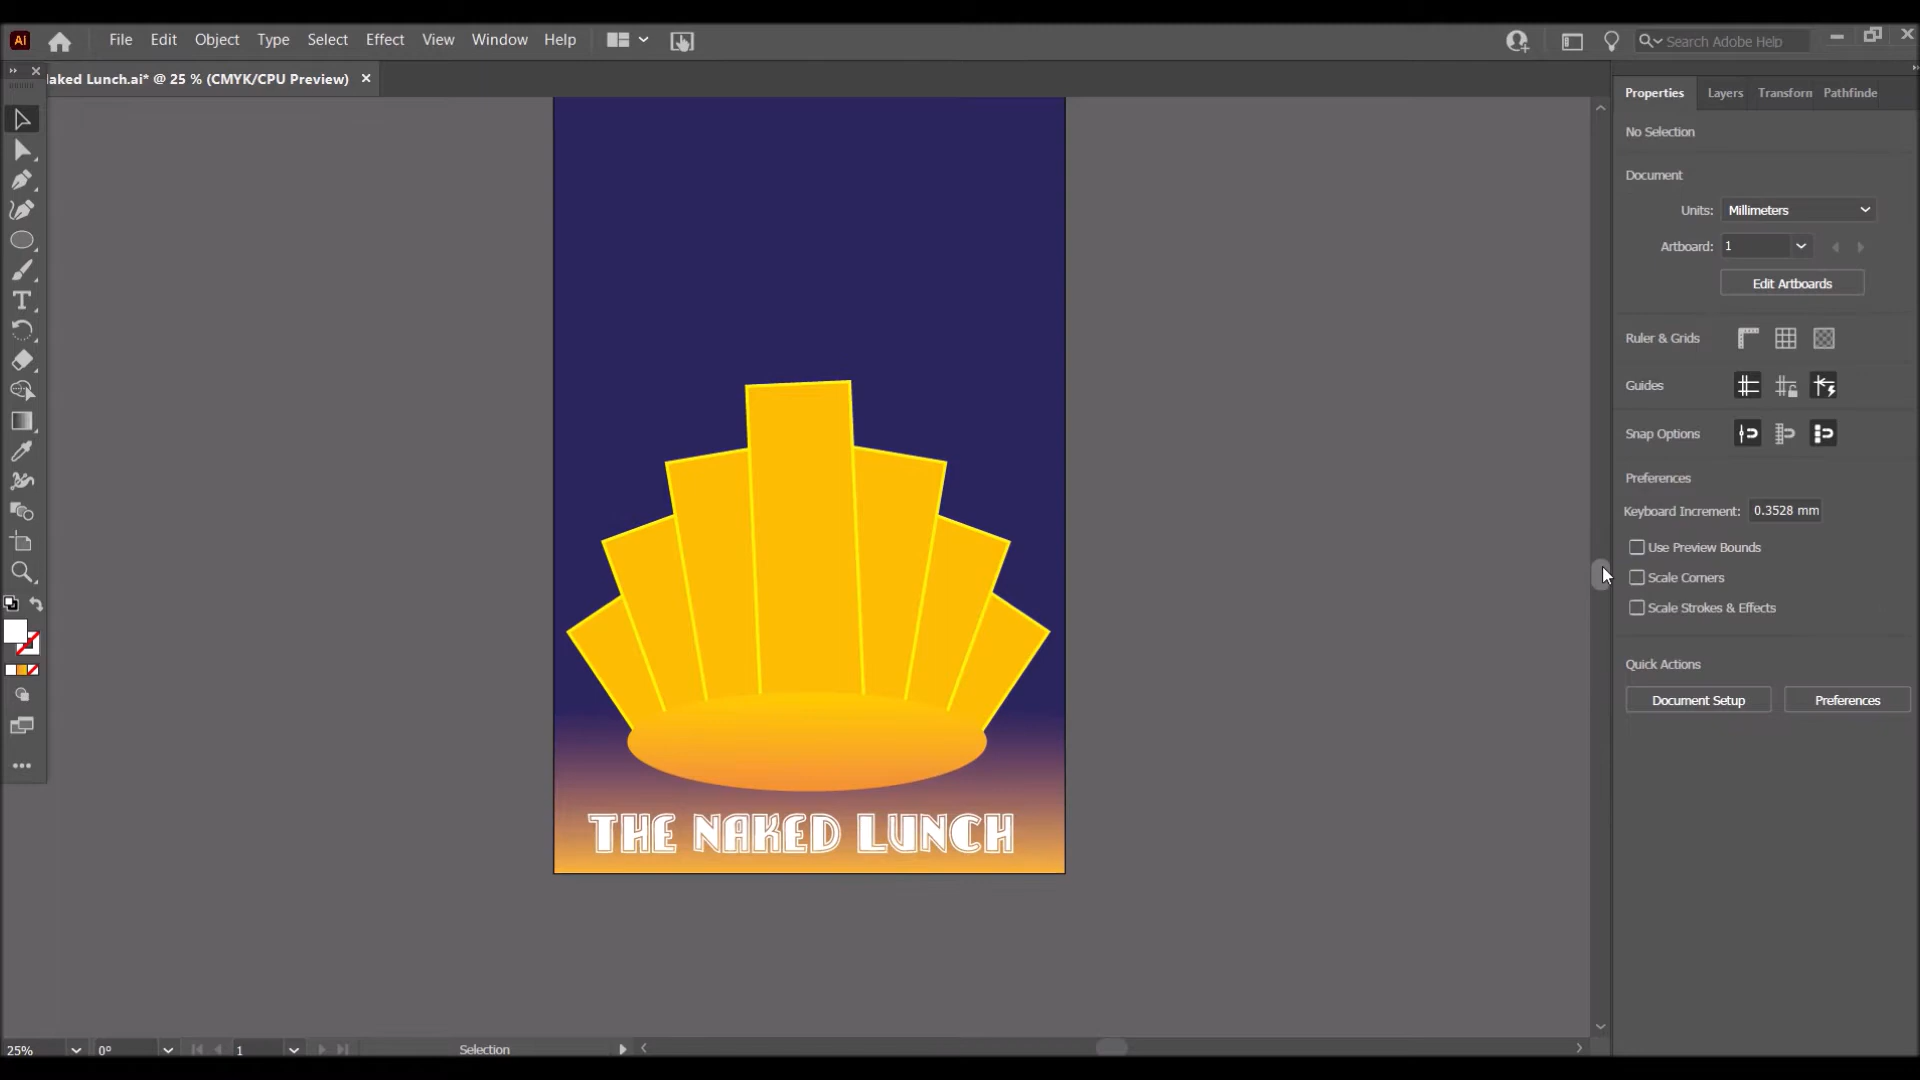 Ai
File Edit Object Type Select Effect View Window Help
Search Adobe Help
aked Lunch.ai* @ 25 % (CMYK/CPU Preview)
Properties Layers Transforn Pathfinde
No Selection
Document
Units: Millimeters
Artboard: 1
Edit Artboards
Ruler & Grids
Guides
Snap Options
Preferences
Keyboard Increment: 0.3528 mm
Use Preview Bounds
Scale Corners
Scale Strokes & Effects
Quick Actions
Document Setup Preferences
THE NAKED LUNCH
25% 0° 1 Selection